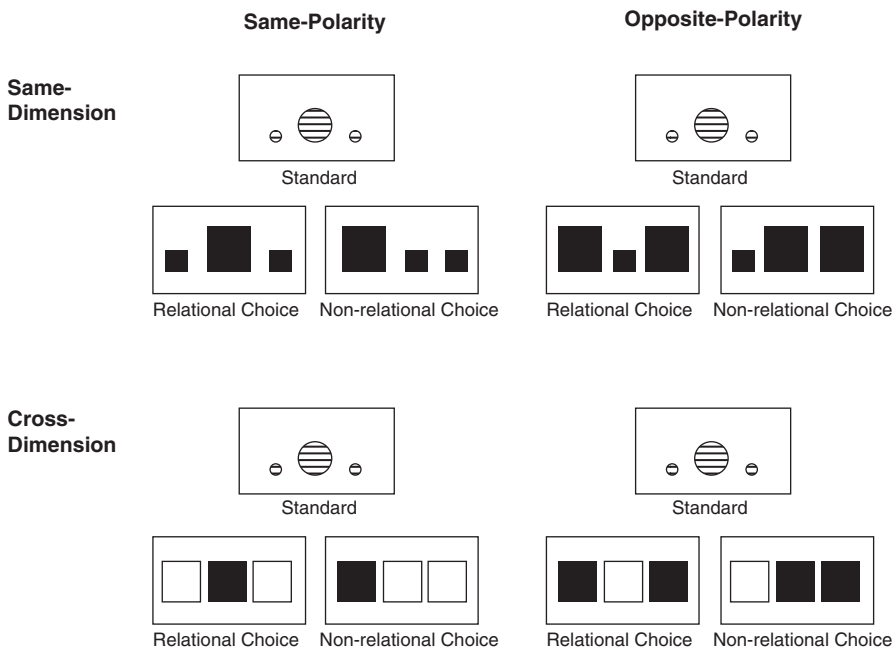 Same-Polarity
Opposite-Polarity
Same-
Dimension
Standard
Standard
Relational Choice
Non-relational Choice
Relational Choice
Non-relational Choice
Cross-
Dimension
Standard
Standard
Relational Choice
Non-relational Choice
Relational Choice
Non-relational Choice